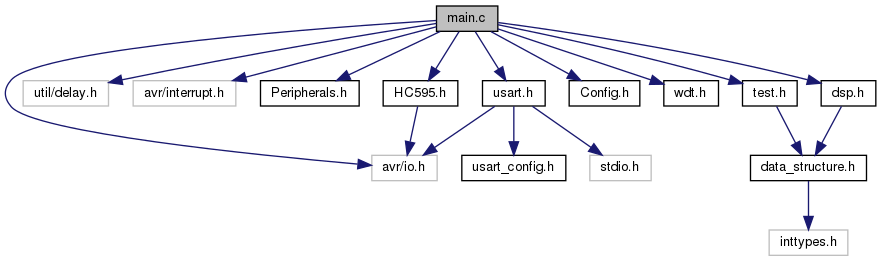 main.c
util/delay.h
avr/interrupt.h
Peripherals.h
HC595.h
usart.h
Config.h
wdt.h
test.h
dsp.h
avr/io.h
usart_config.h
stdio.h
data_structure.h
inttypes.h